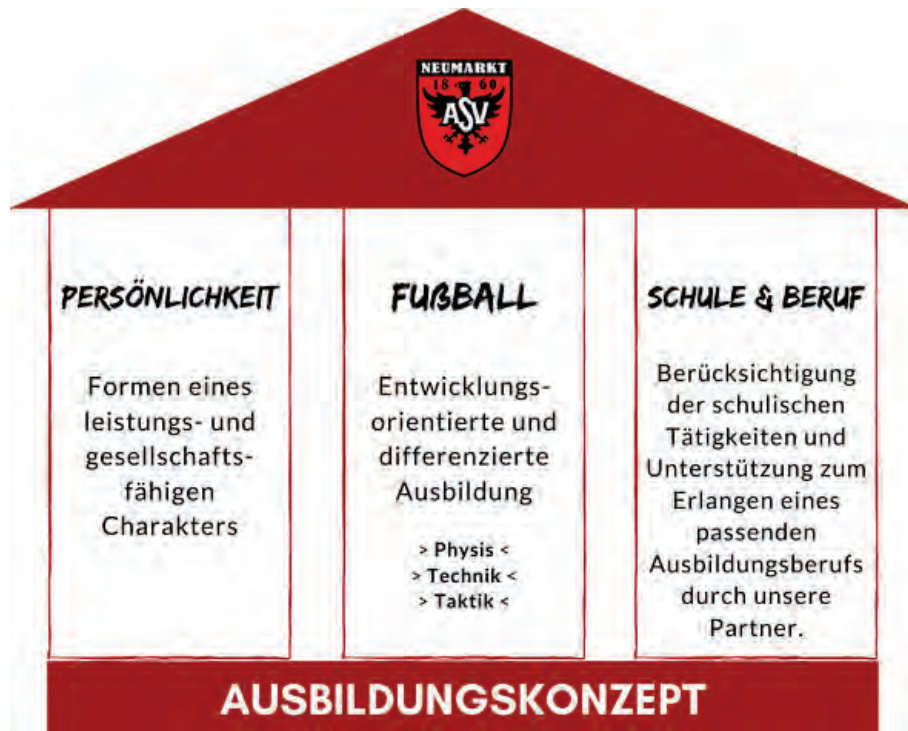 NEUMARKT
18 60
ASV
PERSÖNLICHKEIT
Formen eines
leistungs- und
gesellschafts-
fähigen
Charakters
FUßBALL
Entwicklungs-
orientierte und
differenzierte
Ausbildung
> Physis <
> Technik <
> Taktik <
SCHULE & BERUF
Berücksichtigung
der schulischen
Tätigkeiten und
Unterstützung zum
Erlangen eines
passenden
Ausbildungsberufs
durch unsere
Partner.
AUSBILDUNGSKONZEPT